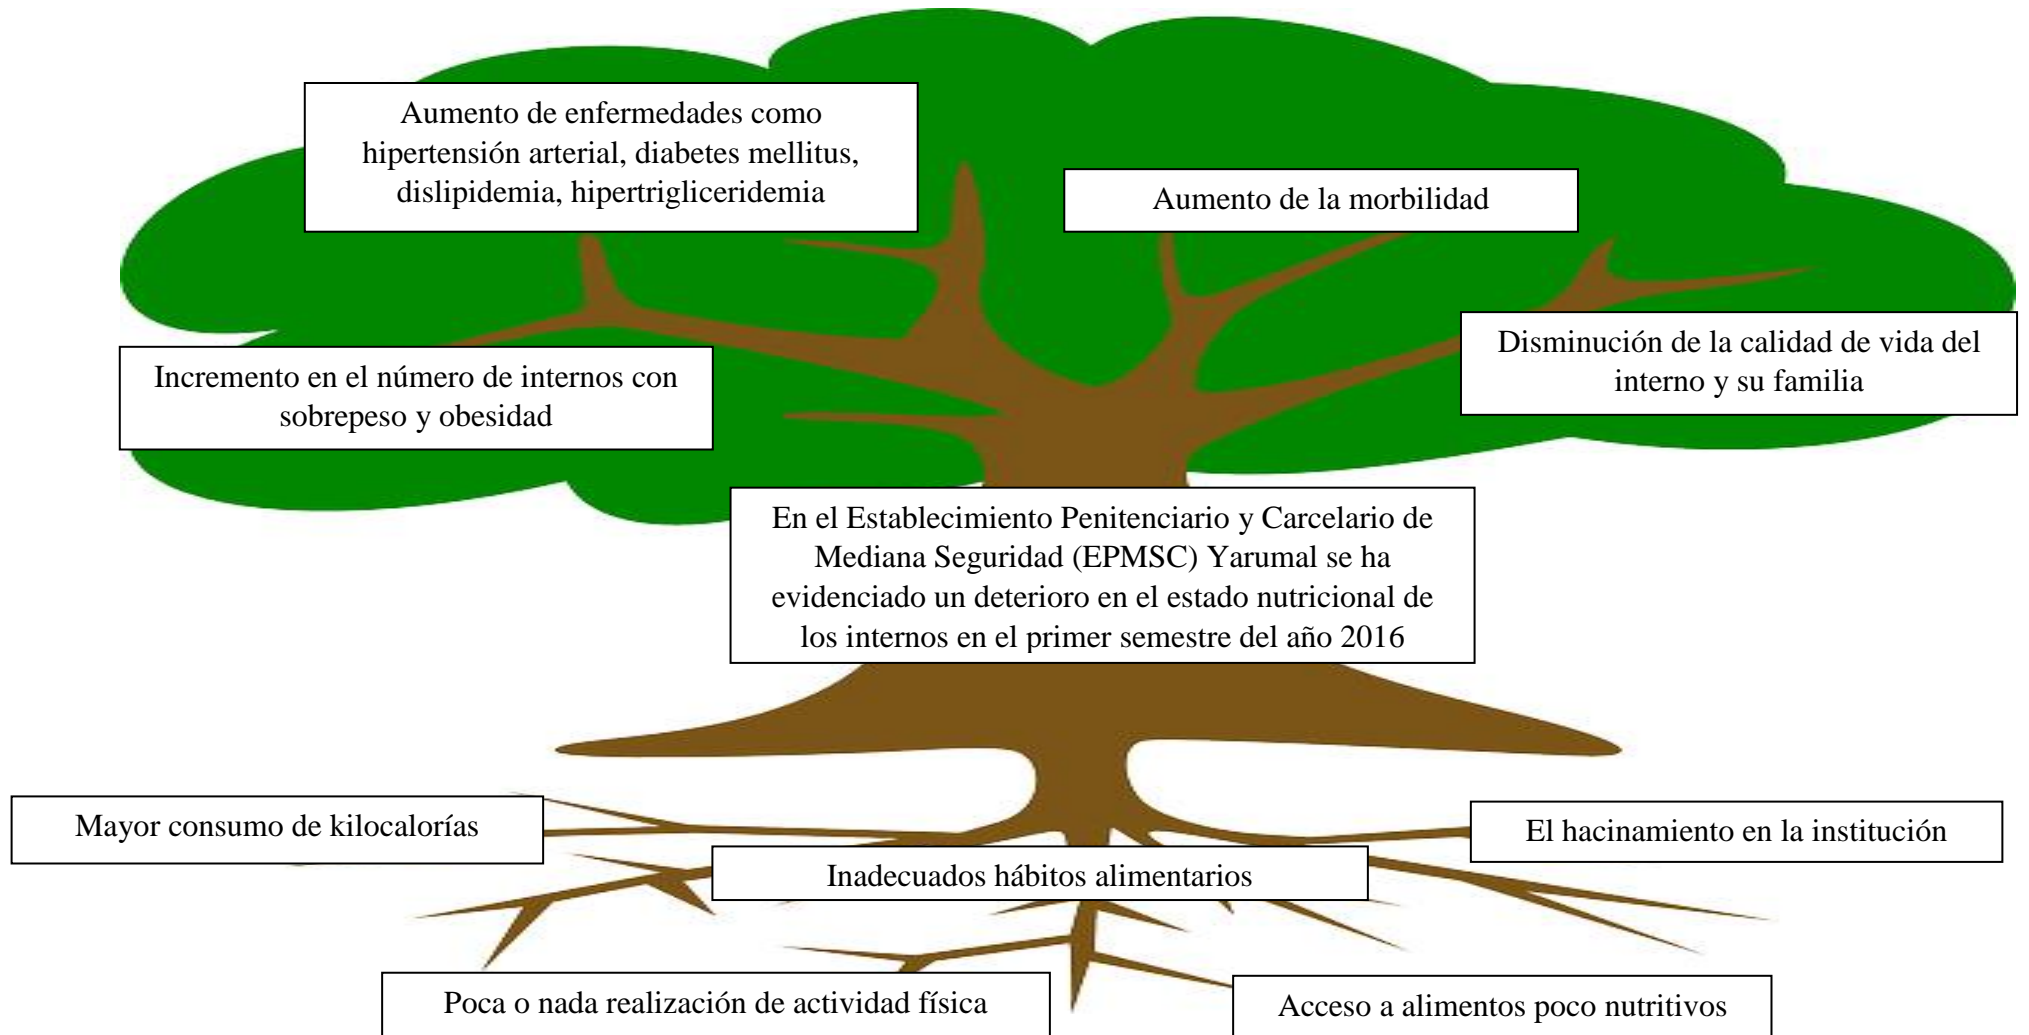 Aumento de enfermedades como
hipertensión arterial, diabetes mellitus,
dislipidemia, hipertrigliceridemia
Aumento de la morbilidad
Incremento en el número de internos con
sobrepeso y obesidad
Disminución de la calidad de vida del
interno y su familia
En el Establecimiento Penitenciario y Carcelario de
Mediana Seguridad (EPMSC) Yarumal se ha
evidenciado un deterioro en el estado nutricional de
los internos en el primer semestre del año 2016
Mayor consumo de kilocalorías
El hacinamiento en la institución
Inadecuados hábitos alimentarios
Poca o nada realización de actividad física
Acceso a alimentos poco nutritivos